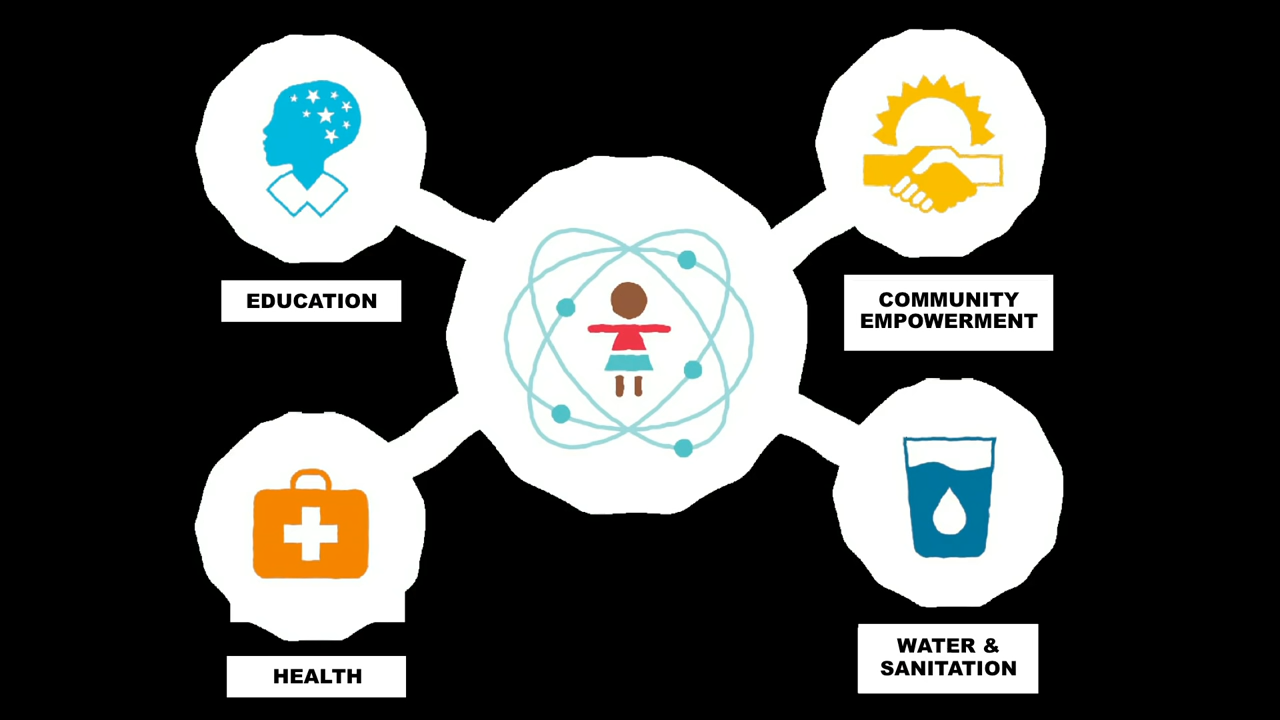 EDUCATION
COMMUNITY
EMPOWERMENT
HEALTH
WATER &
SANITATION